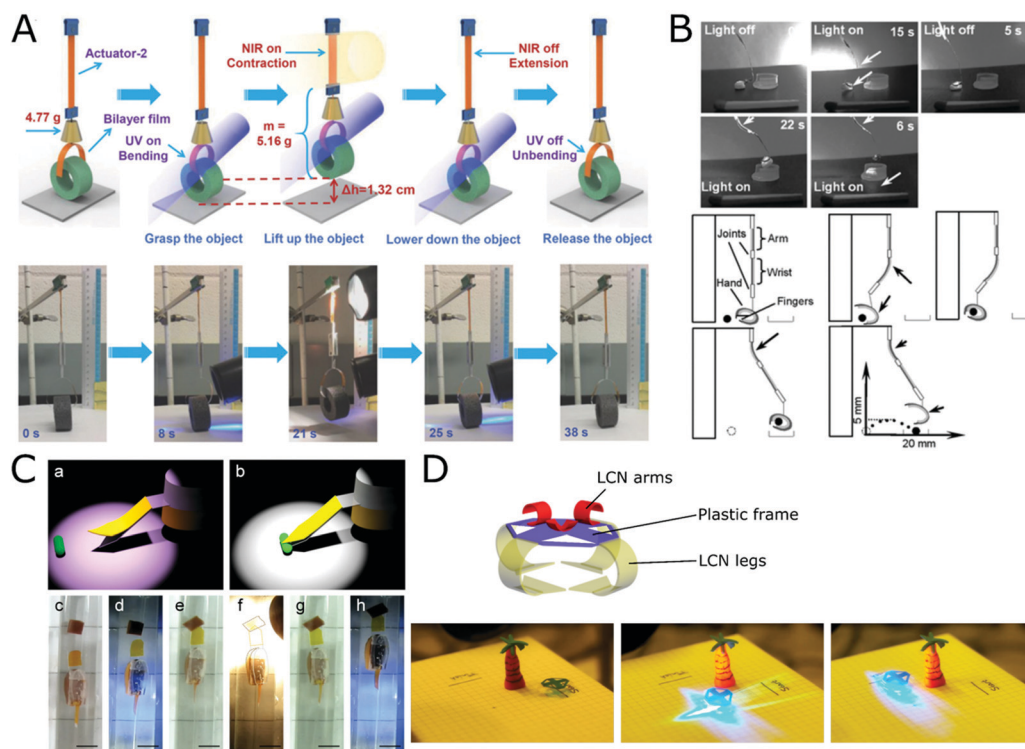 A
Actuator-2
4.77 g
Bilayer film
UV on
Bending
NIR on
Contraction
m =
5.16 g
Δh=1,32 cm
NIR off
Extension
UV off
Unbending
Grasp the object
Lift up the object
Lower down the object
Release the object
0 s
8 s
21 s
25 s
38 s
B
Light off
Light on
15 s
Light off
5 s
22 s
Light on
6 s
Light on
Joints
Arm
Wrist
Hand
Fingers
5 mm
20 mm
C
a
b
c
d
e
f
g
h
D
LCN arms
Plastic frame
LCN legs
Start
Start
Start